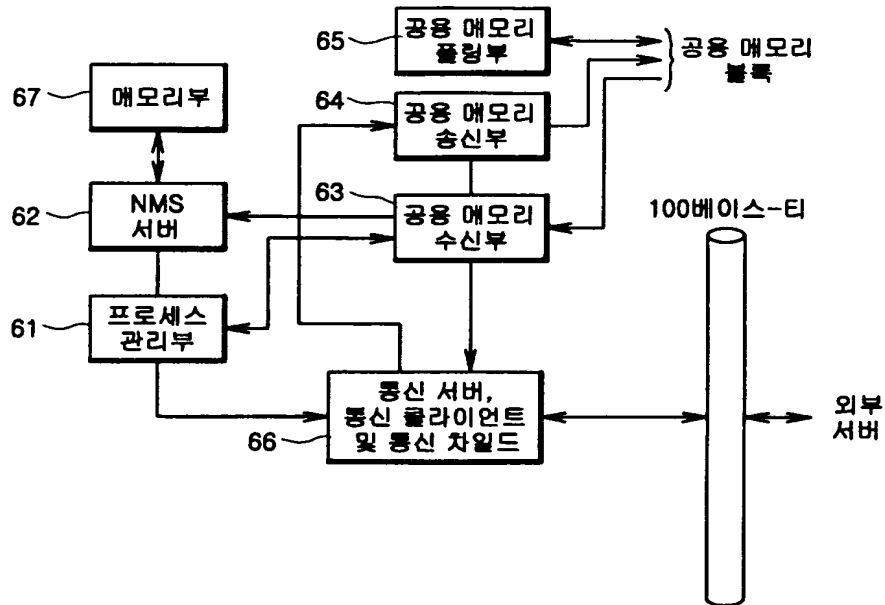 65
공용 메모리
풀링부
공용 메모리
블록
67
메모리부
64
공용 메모리
송신부
62
NMS
서버
63
공용 메모리
수신부
100베이스-티
61
프로세스
관리부
66
통신 서버,
통신 클라이언트
및 통신 차일드
외부
서버